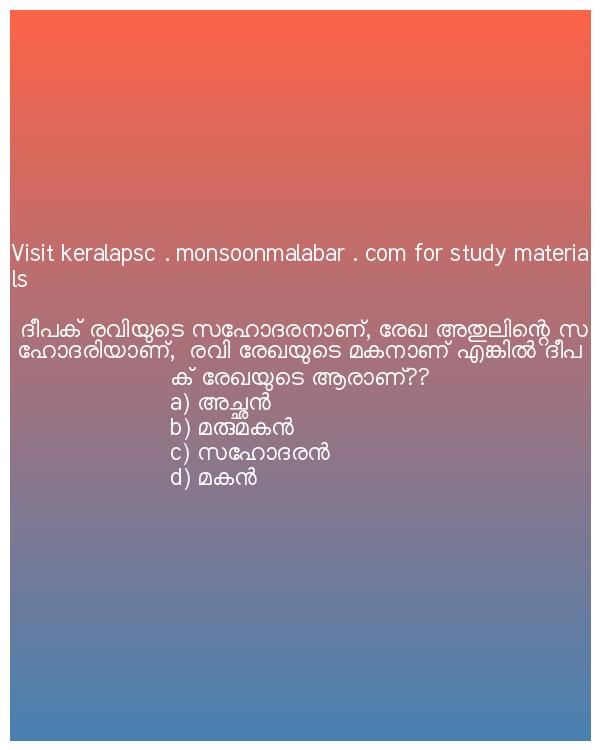 Visit keralapsc . monsoonmalabar . com for study materia
ls
ദീപക് രവിയുടെ സഹോദരനാണ്, രേഖ അതുലിന്റെ സ
ഹോദരിയാണ്,  രവി രേഖയുടെ മകനാണ് എങ്കിൽ ദീപ
ക് രേഖയുടെ ആരാണ്??
a) അച്ഛൻ
b) മരുമകൻ
c) സഹോദരൻ
d) മകൻ